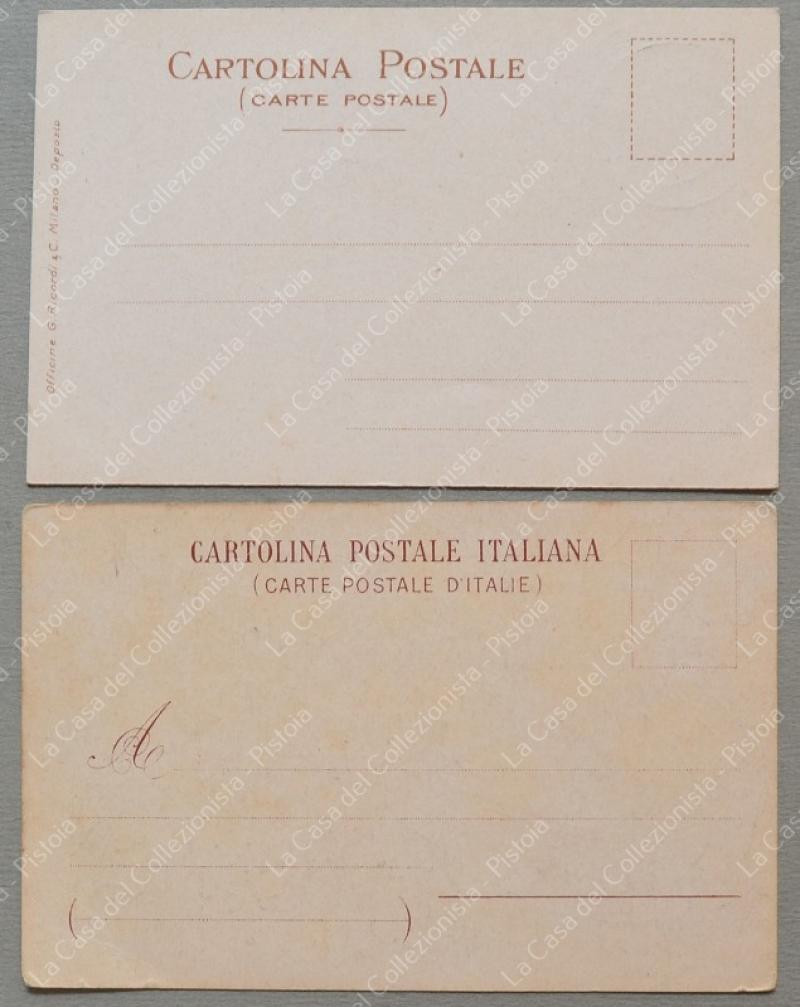 CARTOLINA POSTALE
(CARTE POSTALE)
Officine G. Ricordi & C. Milano - Deposto
CARTOLINA POSTALE ITALIANA
(CARTE POSTALE D'ITALIE)
A
La Casa del Collezionista - Pistoia